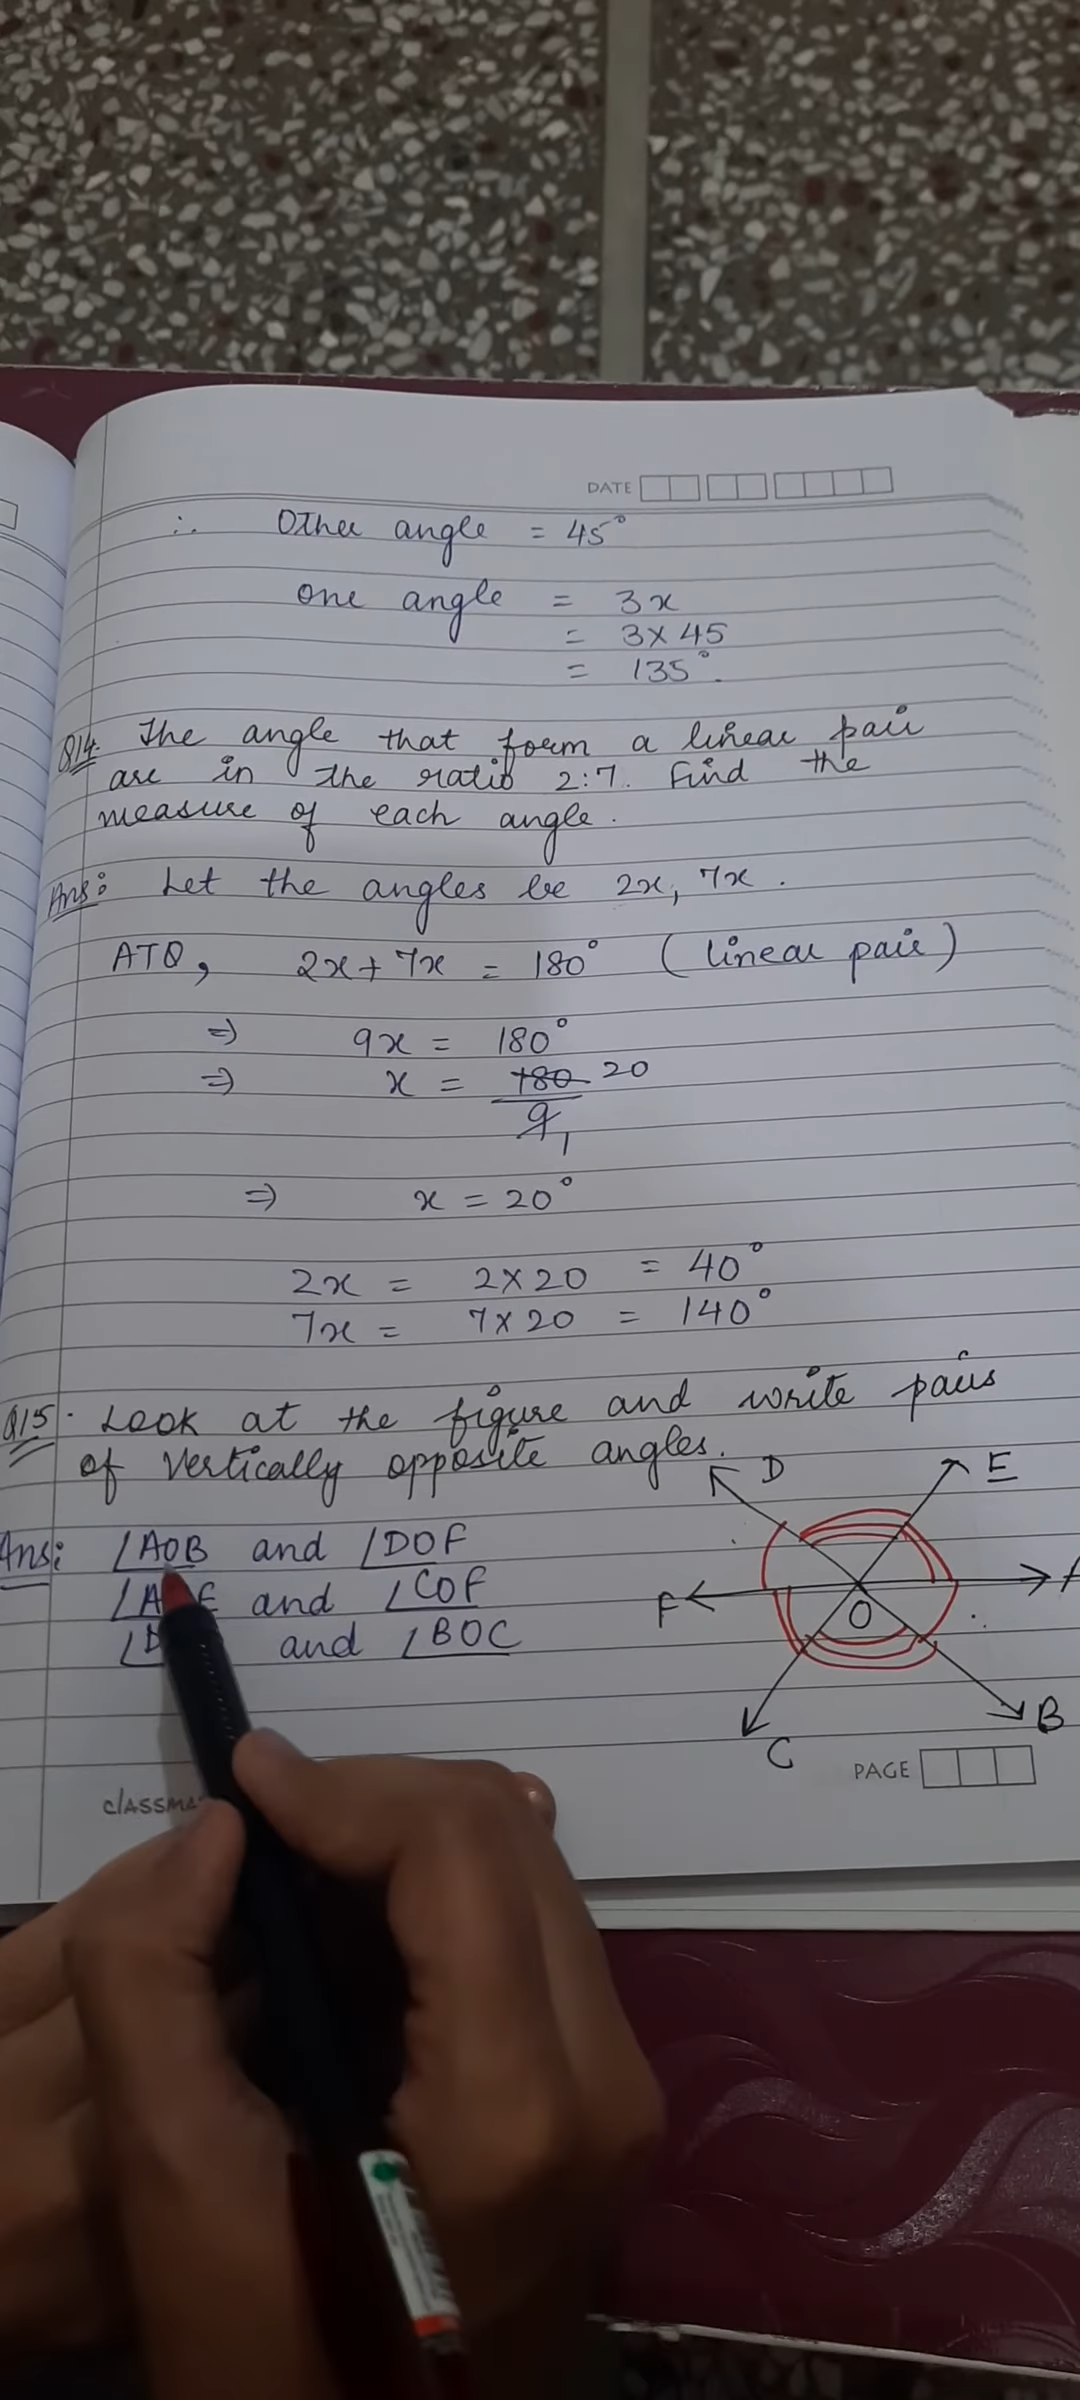 DATE
∴ Other angle = 45°
One angle = 3x
= 3×45
= 135°.
Q14. The angle that form a linear pair
are in the ratio 2:7. Find the
measure of each angle.
Ans: Let the angles be 2x, 7x.
ATQ, 2x+7x = 180° (linear pair)
⇒ 9x = 180°
⇒ x = 180 20
9 1
⇒ x = 20°
2x = 2×20 = 40°
7x = 7×20 = 140°
Q15. Look at the figure and write pairs
of vertically opposite angles.
D E
Ans: ∠AOB and ∠DOF
∠A E and ∠COF
F O A
∠D and ∠BOC
B
C
PAGE